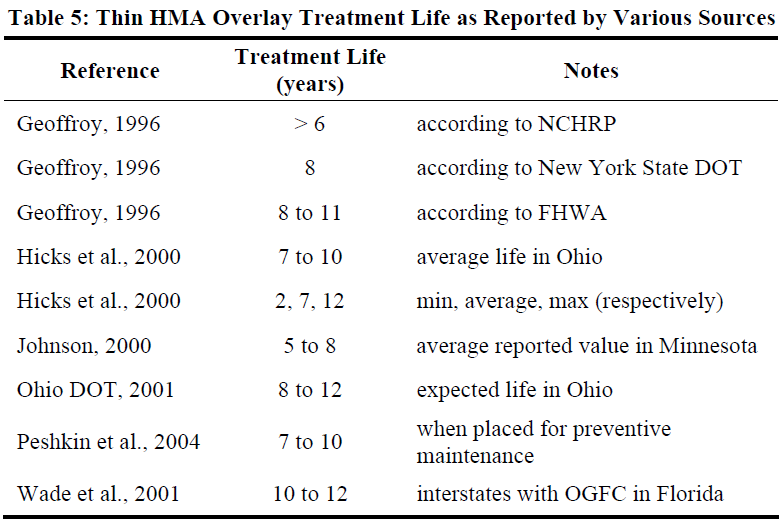 Table 5: Thin HMA Overlay Treatment Life as Reported by Various Sources
Reference Treatment Life (years) Notes
Geoffroy, 1996 > 6 according to NCHRP
Geoffroy, 1996 8 according to New York State DOT
Geoffroy, 1996 8 to 11 according to FHWA
Hicks et al., 2000 7 to 10 average life in Ohio
Hicks et al., 2000 2, 7, 12 min, average, max (respectively)
Johnson, 2000 5 to 8 average reported value in Minnesota
Ohio DOT, 2001 8 to 12 expected life in Ohio
Peshkin et al., 2004 7 to 10 when placed for preventive maintenance
Wade et al., 2001 10 to 12 interstates with OGFC in Florida